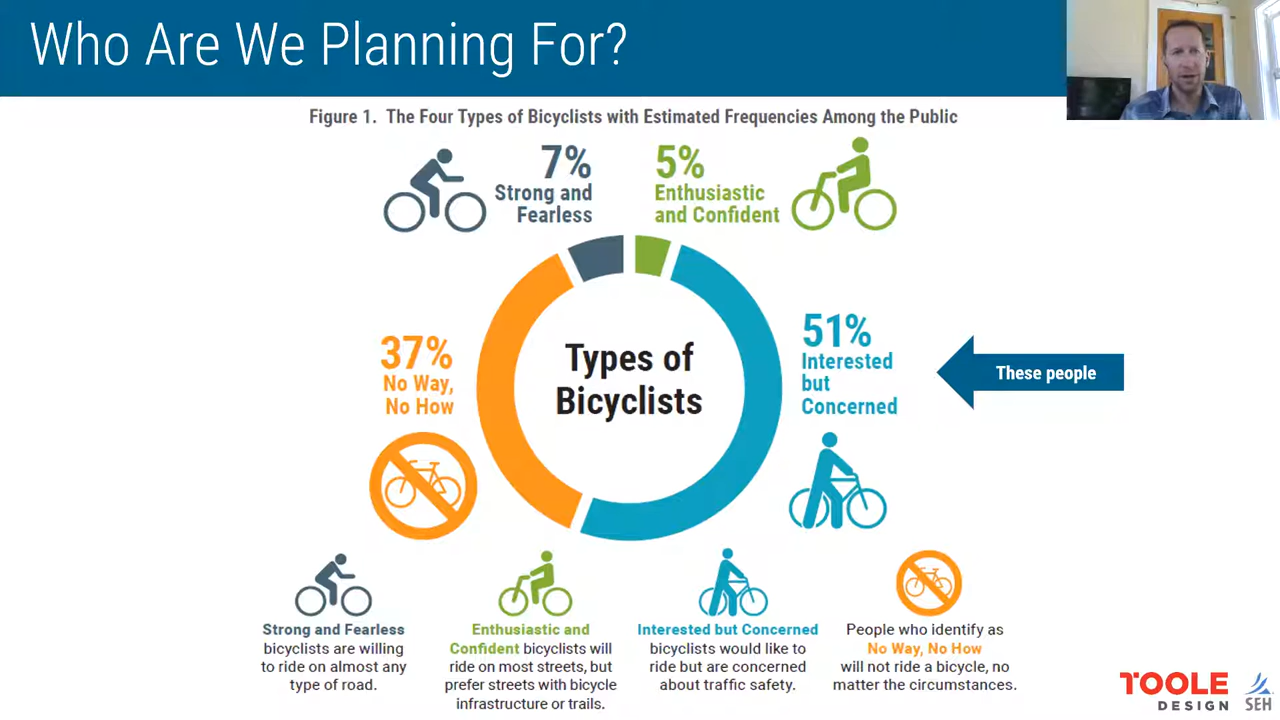 Who Are We Planning For?
Figure 1. The Four Types of Bicyclists with Estimated Frequencies Among the Public
7%
Strong and
Fearless
5%
Enthusiastic
and Confident
37%
No Way,
No How
Types of
Bicyclists
51%
Interested
but
Concerned
These people
Strong and Fearless
bicyclists are willing
to ride on almost any
type of road.
Enthusiastic and
Confident bicyclists will
ride on most streets, but
prefer streets with bicycle
infrastructure or trails.
Interested but Concerned
bicyclists would like to
ride but are concerned
about traffic safety.
People who identify as
No Way, No How
will not ride a bicycle, no
matter the circumstances.
TOOLE
DESIGN
SEH